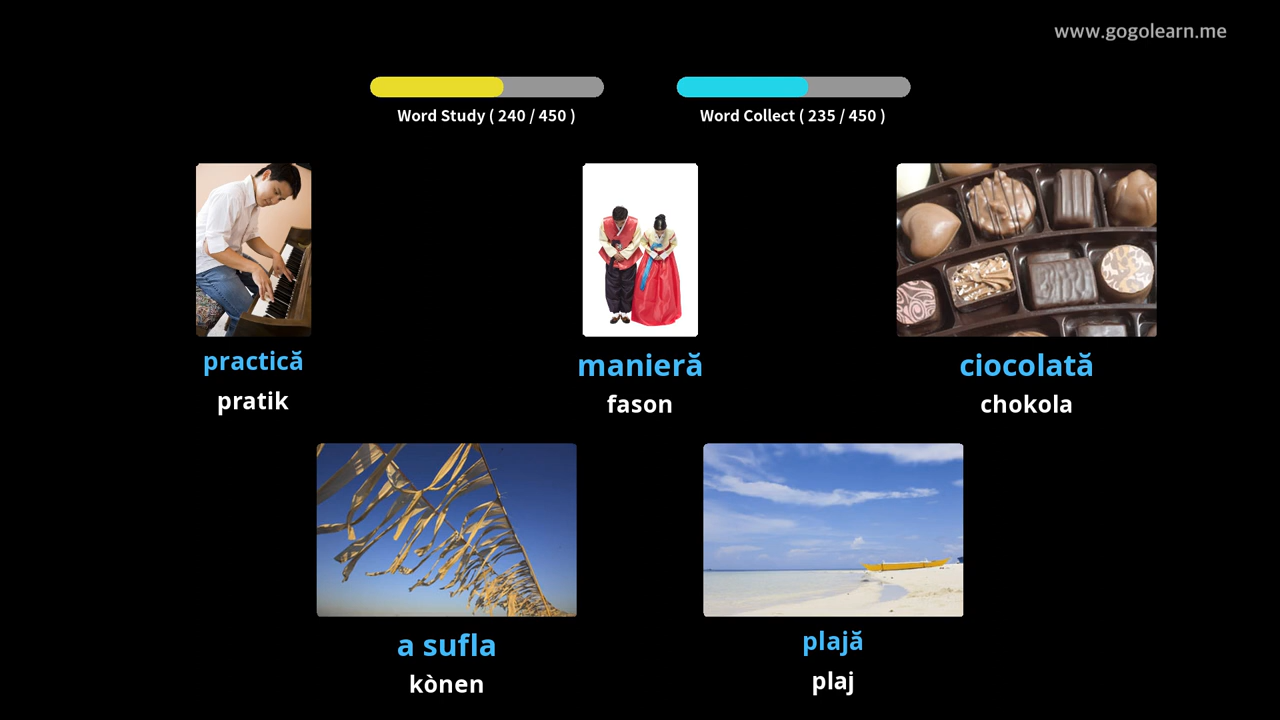 www.gogolearn.me
Word Study ( 240 / 450 )
Word Collect ( 235 / 450 )
practică
pratik
manieră
fason
ciocolată
chokola
a sufla
kònen
plajă
plaj